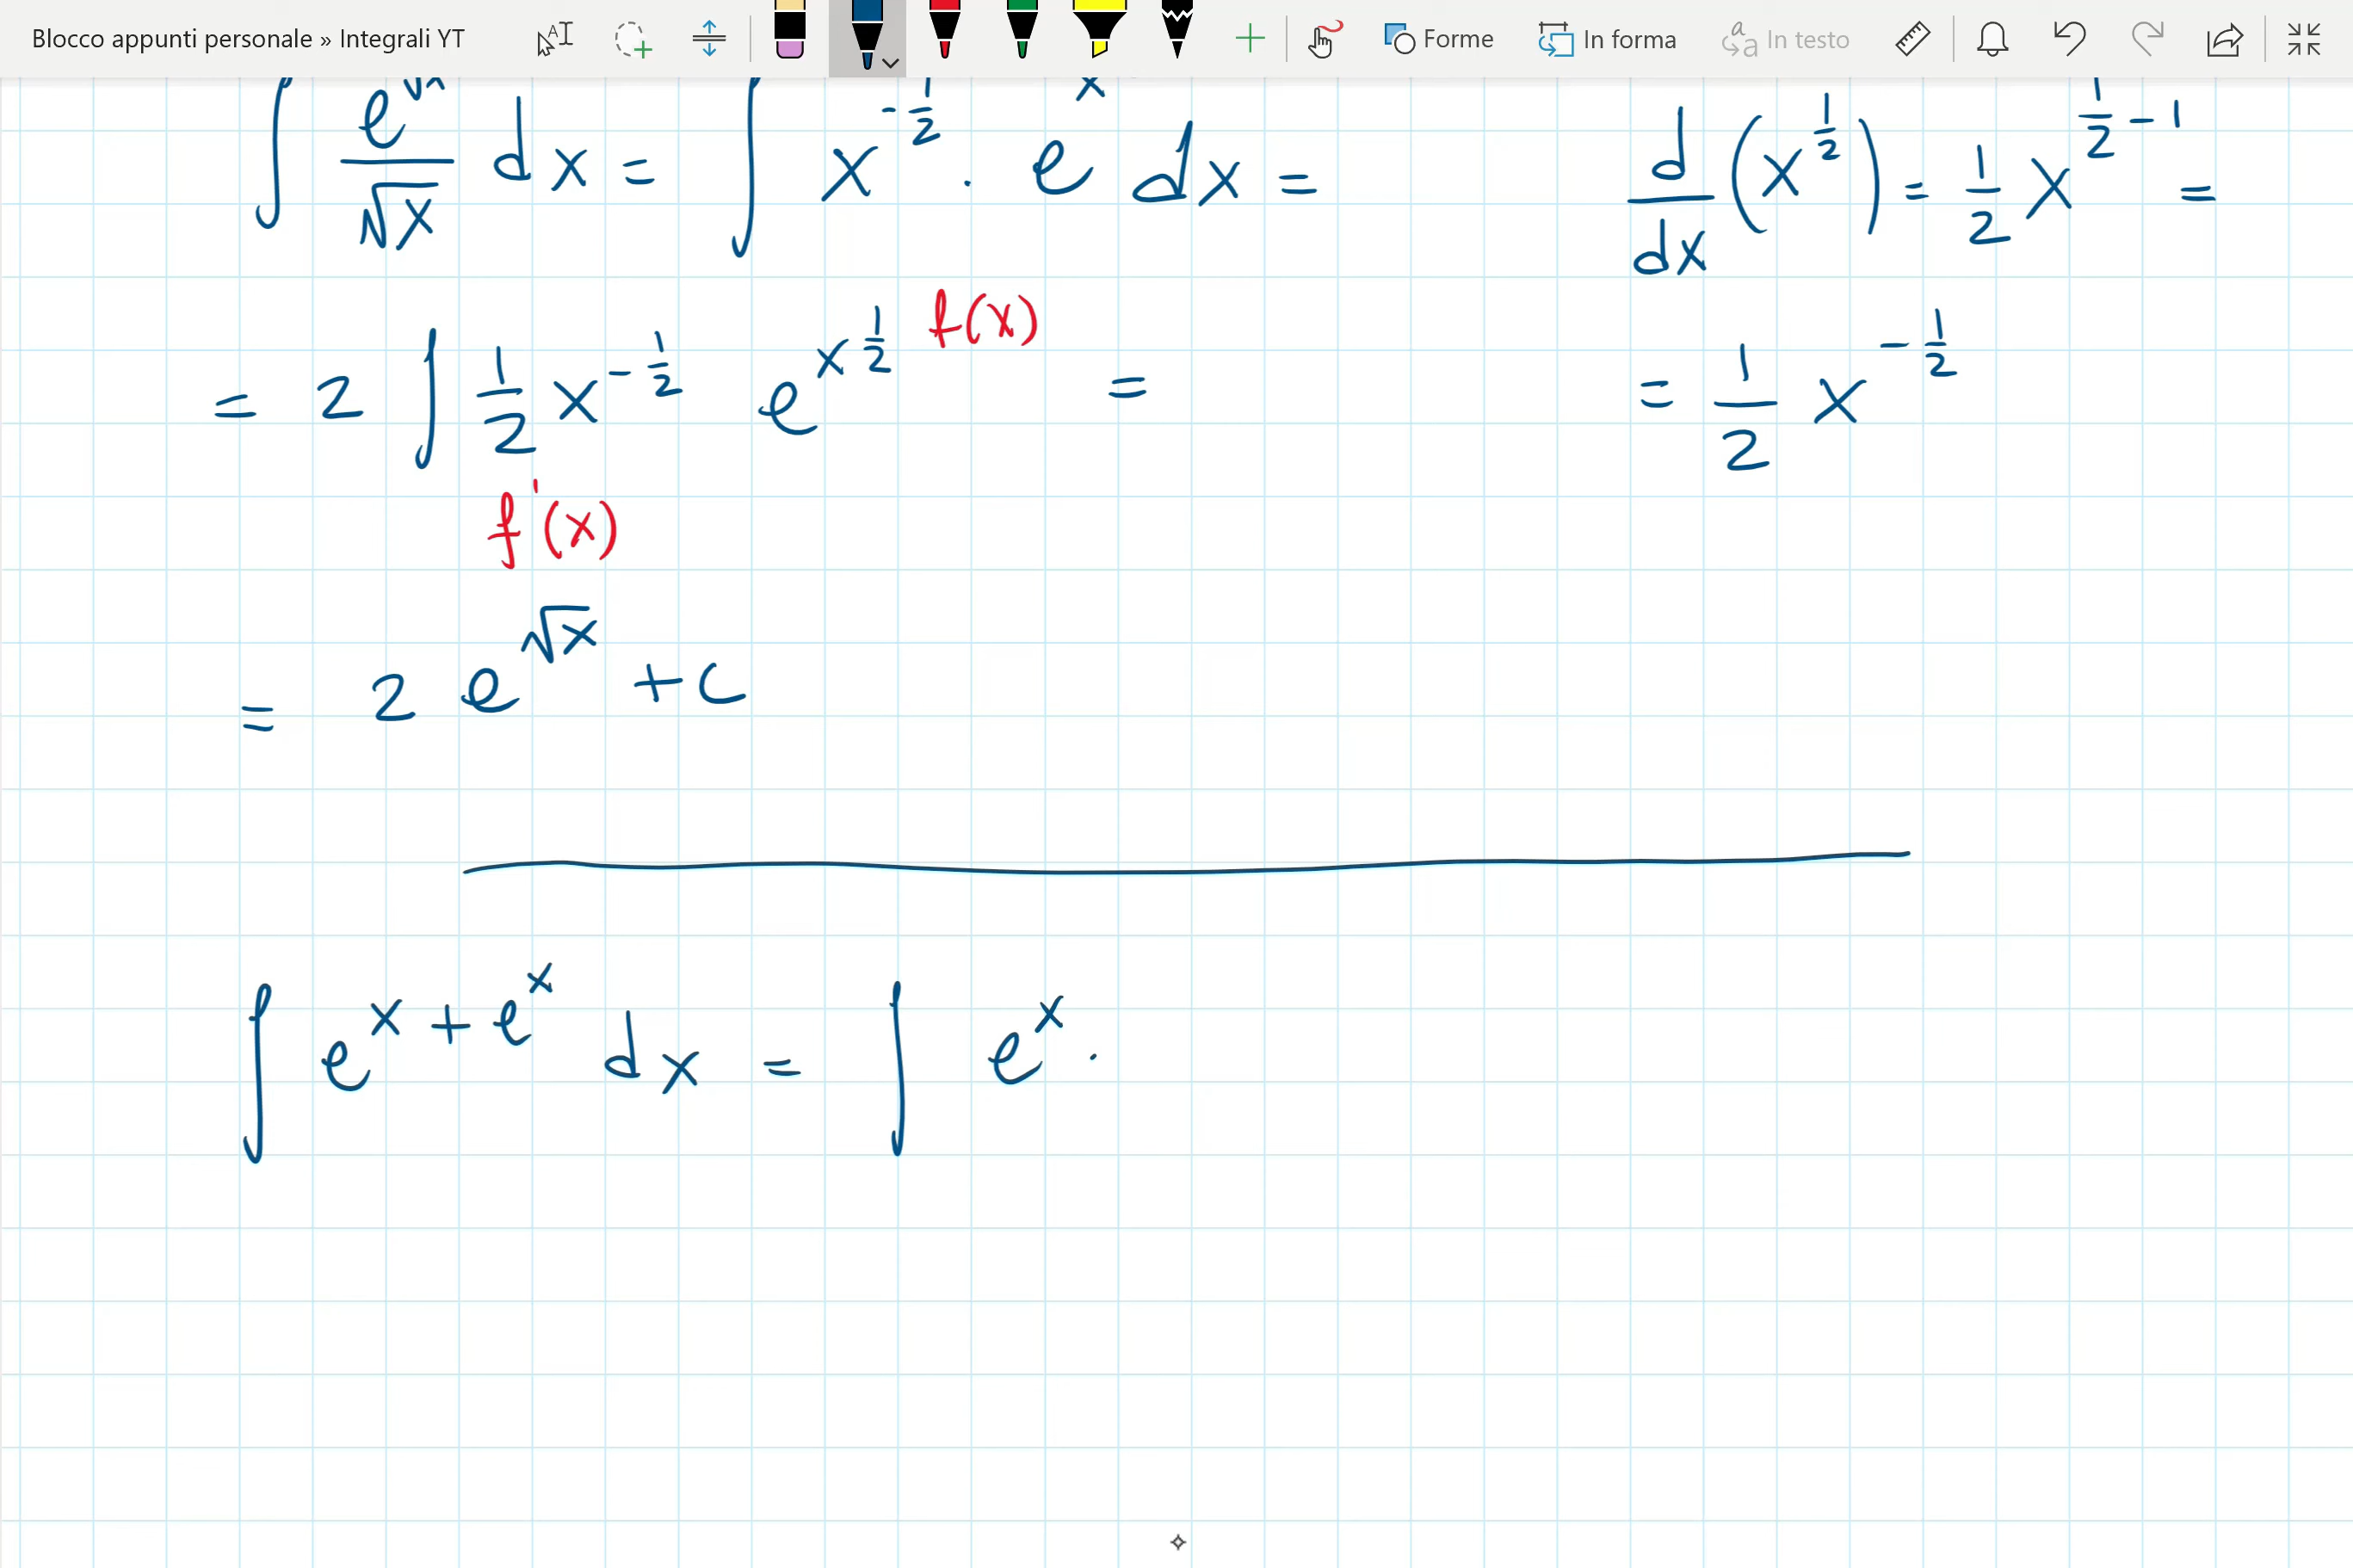 Blocco appunti personale » Integrali YT Forme In forma In testo
∫ e^√x / √x dx = ∫ x^(-1/2) · e^x dx =
d/dx (x^(1/2)) = 1/2 x^(1/2 - 1) =
= 2 ∫ 1/2 x^(-1/2) e^(x^(1/2)) =
f(x)
= 1/2 x^(-1/2)
f'(x)
= 2 e^√x + c
∫ e^(x + e^x) dx = ∫ e^x ·